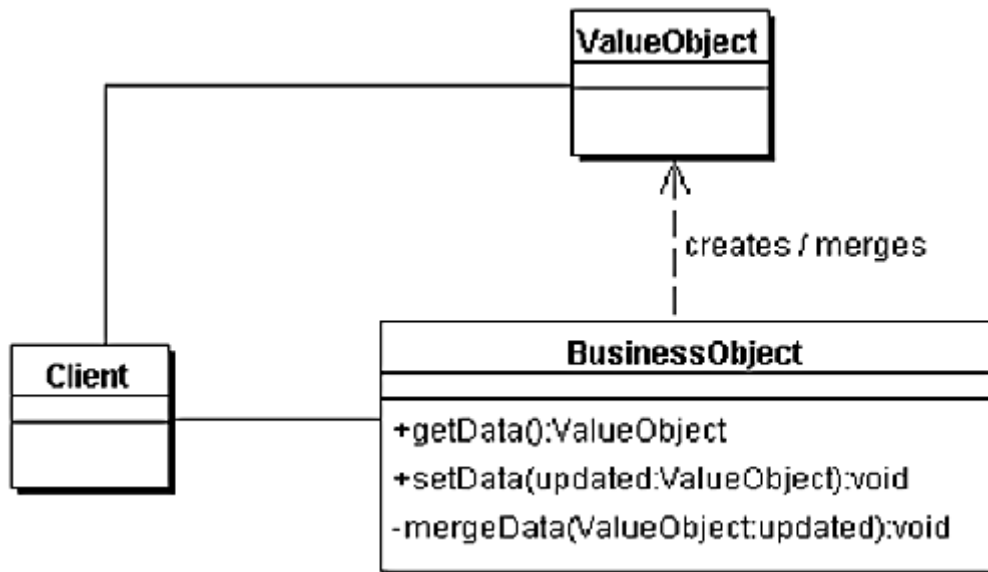 ValueObject
creates / merges
Client
BusinessObject
+getData():ValueObject
+setData(updated:ValueObject):void
-mergeData(ValueObject:updated):void